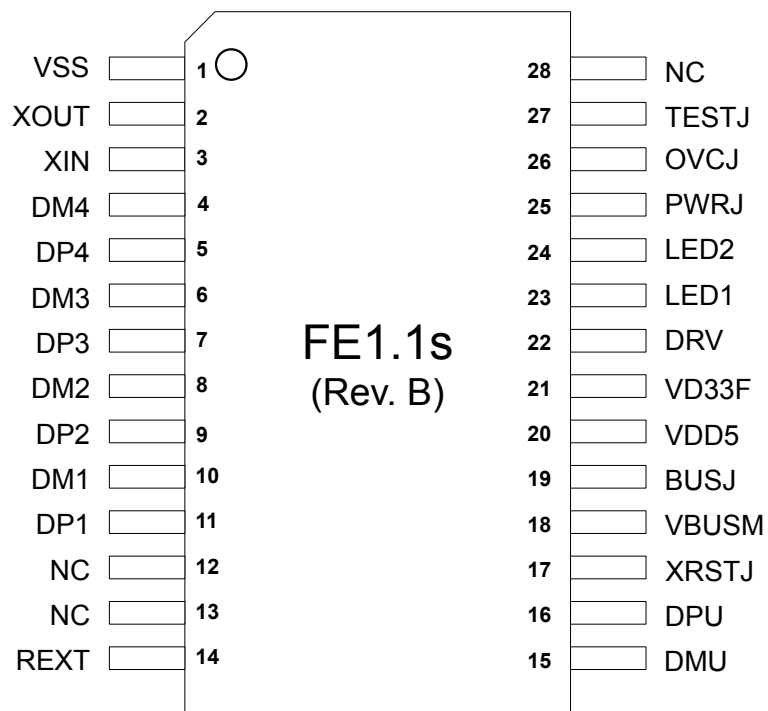 VSS 1 28 NC
XOUT 2 27 TESTJ
XIN 3 26 OVCJ
DM4 4 25 PWRJ
DP4 5 24 LED2
DM3 6 23 LED1
DP3 7 FE1.1s 22 DRV
DM2 8 (Rev. B) 21 VD33F
DP2 9 20 VDD5
DM1 10 19 BUSJ
DP1 11 18 VBUSM
NC 12 17 XRSTJ
NC 13 16 DPU
REXT 14 15 DMU